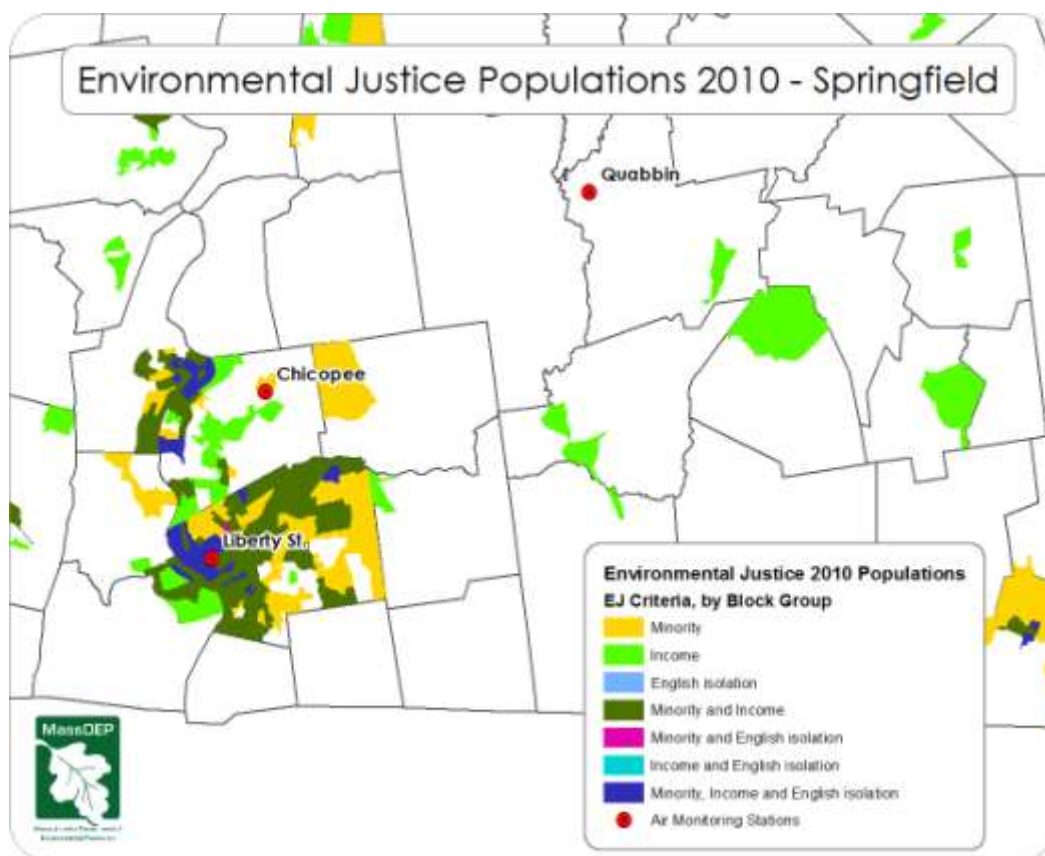 Environmental Justice Populations 2010 - Springfield
Quabbin
Chicopee
Liberty St.
Environmental Justice 2010 Populations
EJ Criteria, by Block Group
Minority
Income
English isolation
Minority and Income
Minority and English isolation
Income and English isolation
Minority, Income and English isolation
Air Monitoring Stations
MassDEP